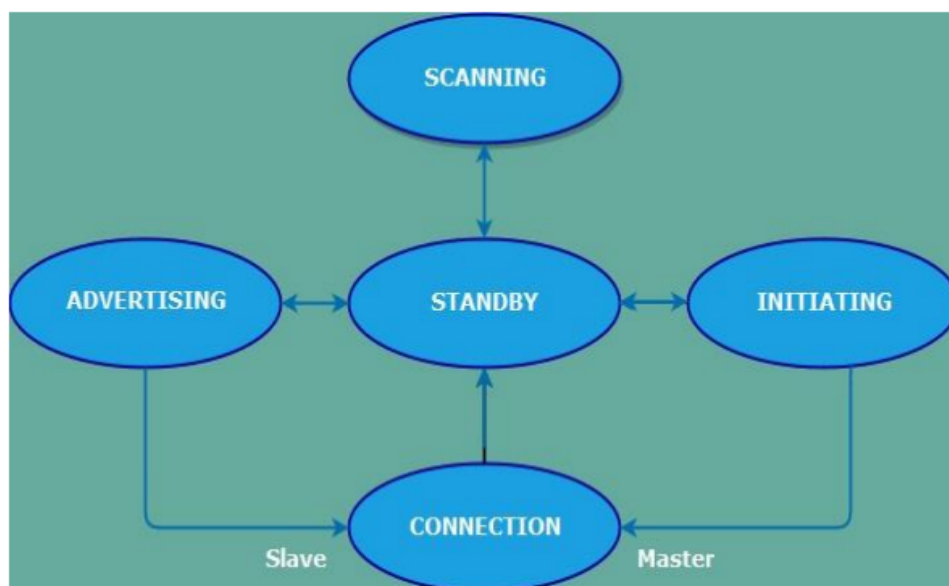 SCANNING
ADVERTISING
STANDBY
INITIATING
CONNECTION
Slave
Master